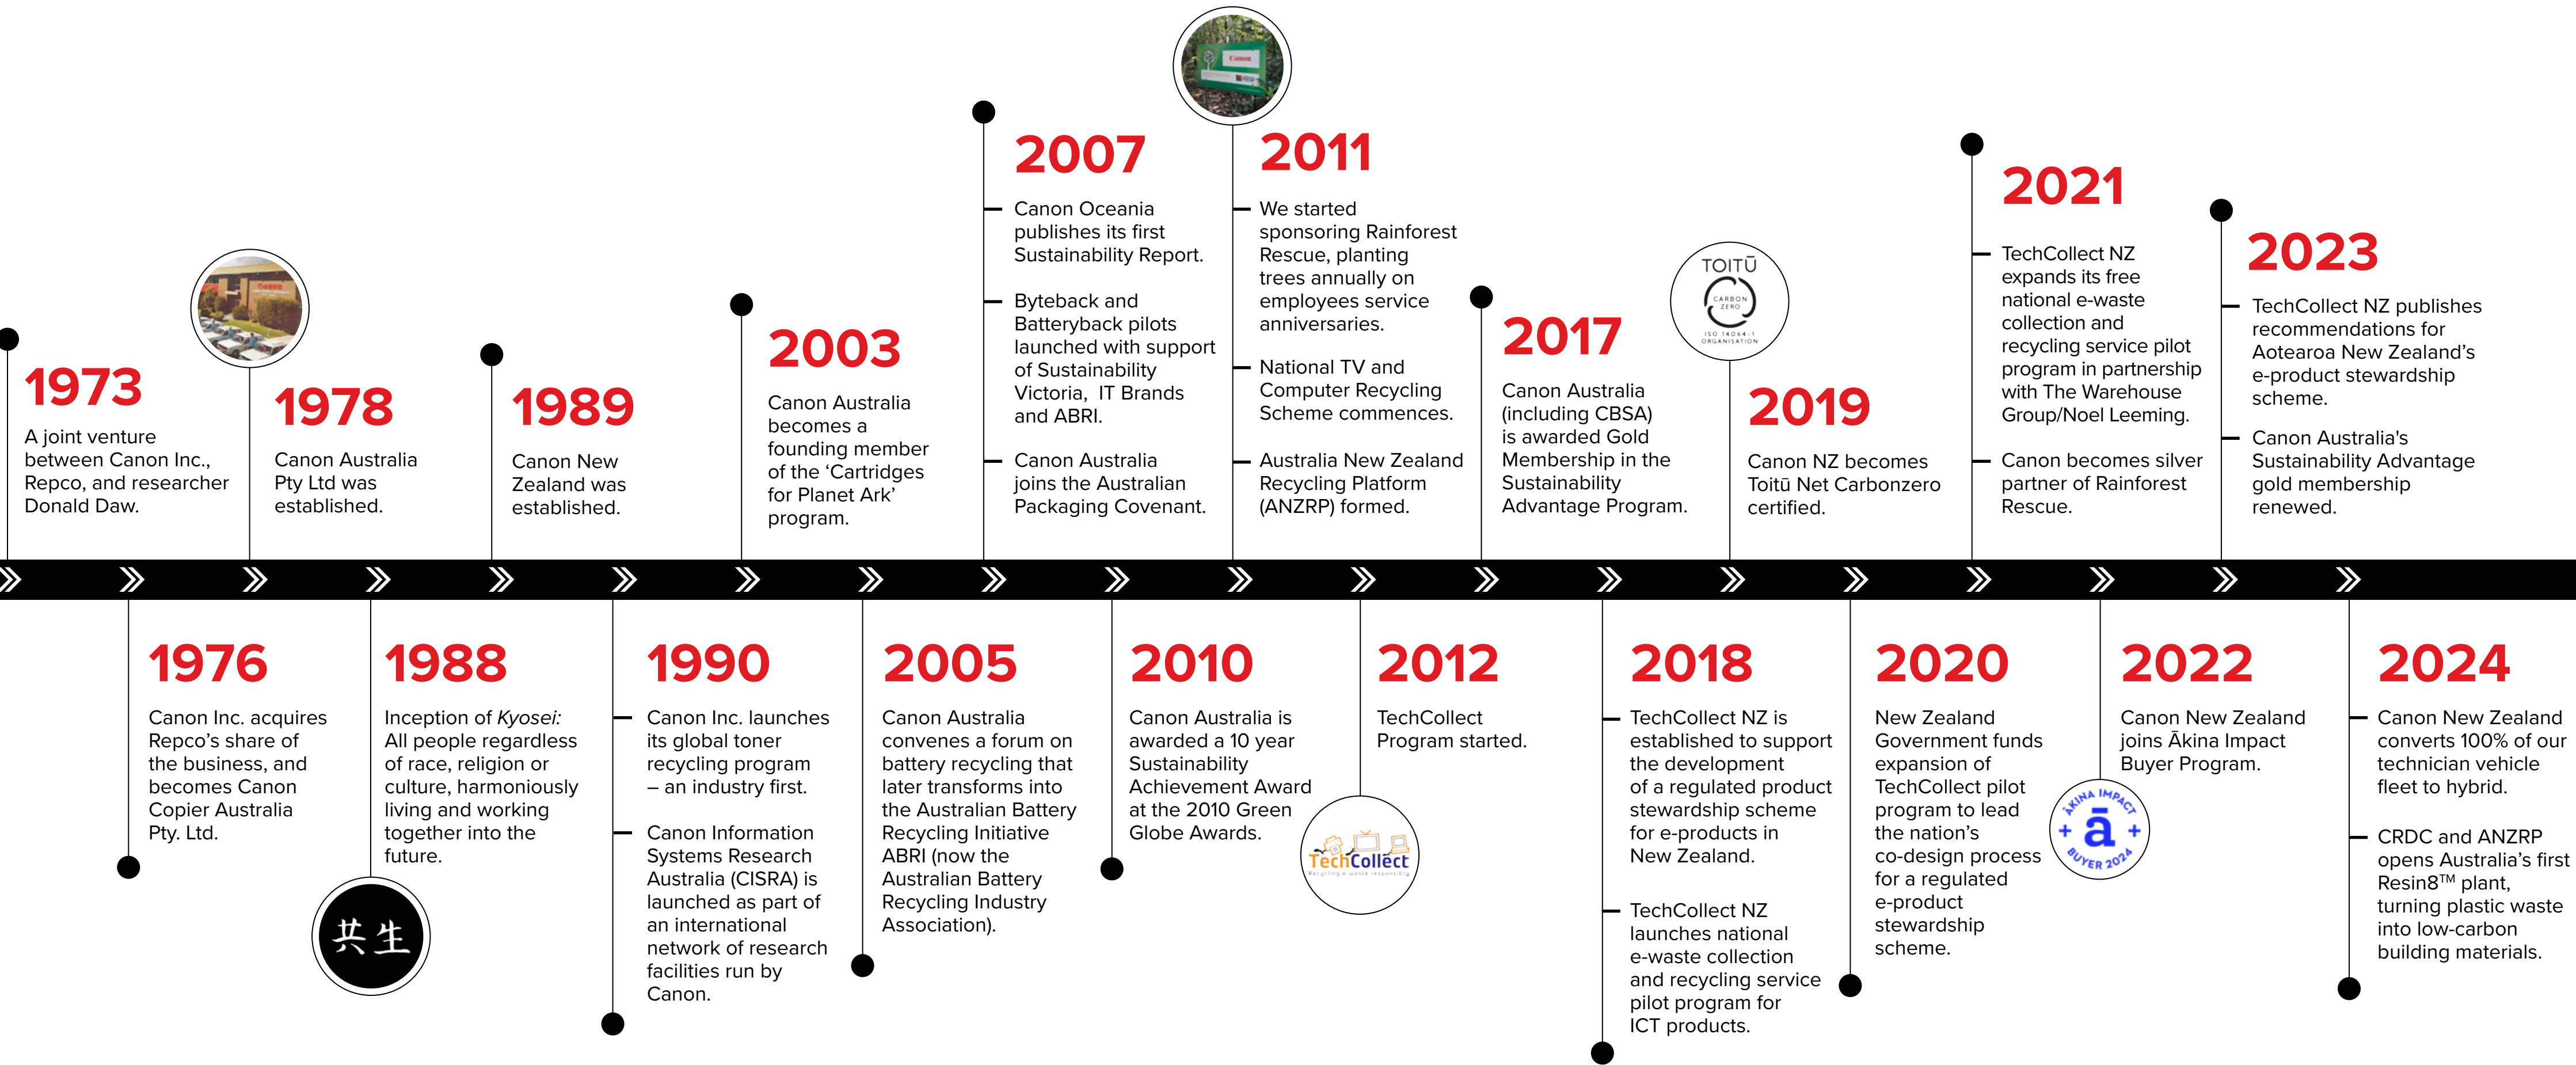 1973
A joint venture
between Canon Inc.,
Repco, and researcher
Donald Daw.
1976
Canon Inc. acquires
Repco’s share of
the business, and
becomes Canon
Copier Australia
Pty. Ltd.
Canon
1978
Canon Australia
Pty Ltd was
established.
1988
Inception of Kyosei:
All people regardless
of race, religion or
culture, harmoniously
living and working
together into the
future.
共生
1989
Canon New
Zealand was
established.
1990
Canon Inc. launches
its global toner
recycling program
– an industry first.
Canon Information
Systems Research
Australia (CISRA) is
launched as part of
an international
network of research
facilities run by
Canon.
2003
Canon Australia
becomes a
founding member
of the ‘Cartridges
for Planet Ark’
program.
2005
Canon Australia
convenes a forum on
battery recycling that
later transforms into
the Australian Battery
Recycling Initiative
ABRI (now the
Australian Battery
Recycling Industry
Association).
2007
Canon Oceania
publishes its first
Sustainability Report.
Byteback and
Batteryback pilots
launched with support
of Sustainability
Victoria, IT Brands
and ABRI.
Canon Australia
joins the Australian
Packaging Covenant.
2010
Canon Australia is
awarded a 10 year
Sustainability
Achievement Award
at the 2010 Green
Globe Awards.
Canon
2011
We started
sponsoring Rainforest
Rescue, planting
trees annually on
employees service
anniversaries.
National TV and
Computer Recycling
Scheme commences.
Australia New Zealand
Recycling Platform
(ANZRP) formed.
2012
TechCollect
Program started.
TechCollect
Recycling e-waste responsibly
2017
Canon Australia
(including CBSA)
is awarded Gold
Membership in the
Sustainability
Advantage Program.
2018
TechCollect NZ is
established to support
the development
of a regulated product
stewardship scheme
for e-products in
New Zealand.
TechCollect NZ
launches national
e-waste collection
and recycling service
pilot program for
ICT products.
TOITŪ
CARBON
ZERO
ISO 14064-1
ORGANISATION
2019
Canon NZ becomes
Toitū Net Carbonzero
certified.
2020
New Zealand
Government funds
expansion of
TechCollect pilot
program to lead
the nation’s
co-design process
for a regulated
e-product
stewardship
scheme.
2021
TechCollect NZ
expands its free
national e-waste
collection and
recycling service pilot
program in partnership
with The Warehouse
Group/Noel Leeming.
Canon becomes silver
partner of Rainforest
Rescue.
2022
Canon New Zealand
joins Ākina Impact
Buyer Program.
ĀKINA IMPACT
+ ā +
BUYER 2024
2023
TechCollect NZ publishes
recommendations for
Aotearoa New Zealand’s
e-product stewardship
scheme.
Canon Australia's
Sustainability Advantage
gold membership
renewed.
2024
Canon New Zealand
converts 100% of our
technician vehicle
fleet to hybrid.
CRDC and ANZRP
opens Australia’s first
Resin8™ plant,
turning plastic waste
into low-carbon
building materials.